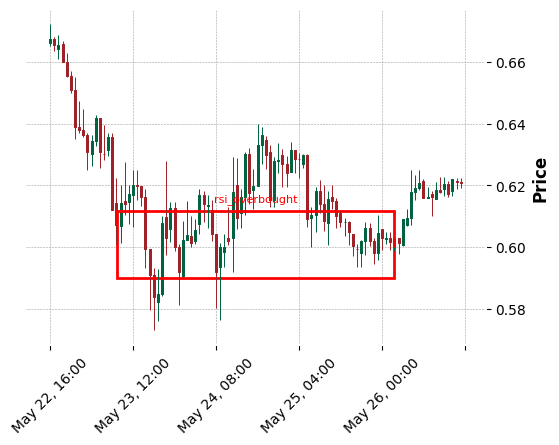 rsi_overbought
0.66
0.64
0.62
0.60
0.58
Price
May 22, 16:00
May 23, 12:00
May 24, 08:00
May 25, 04:00
May 26, 00:00